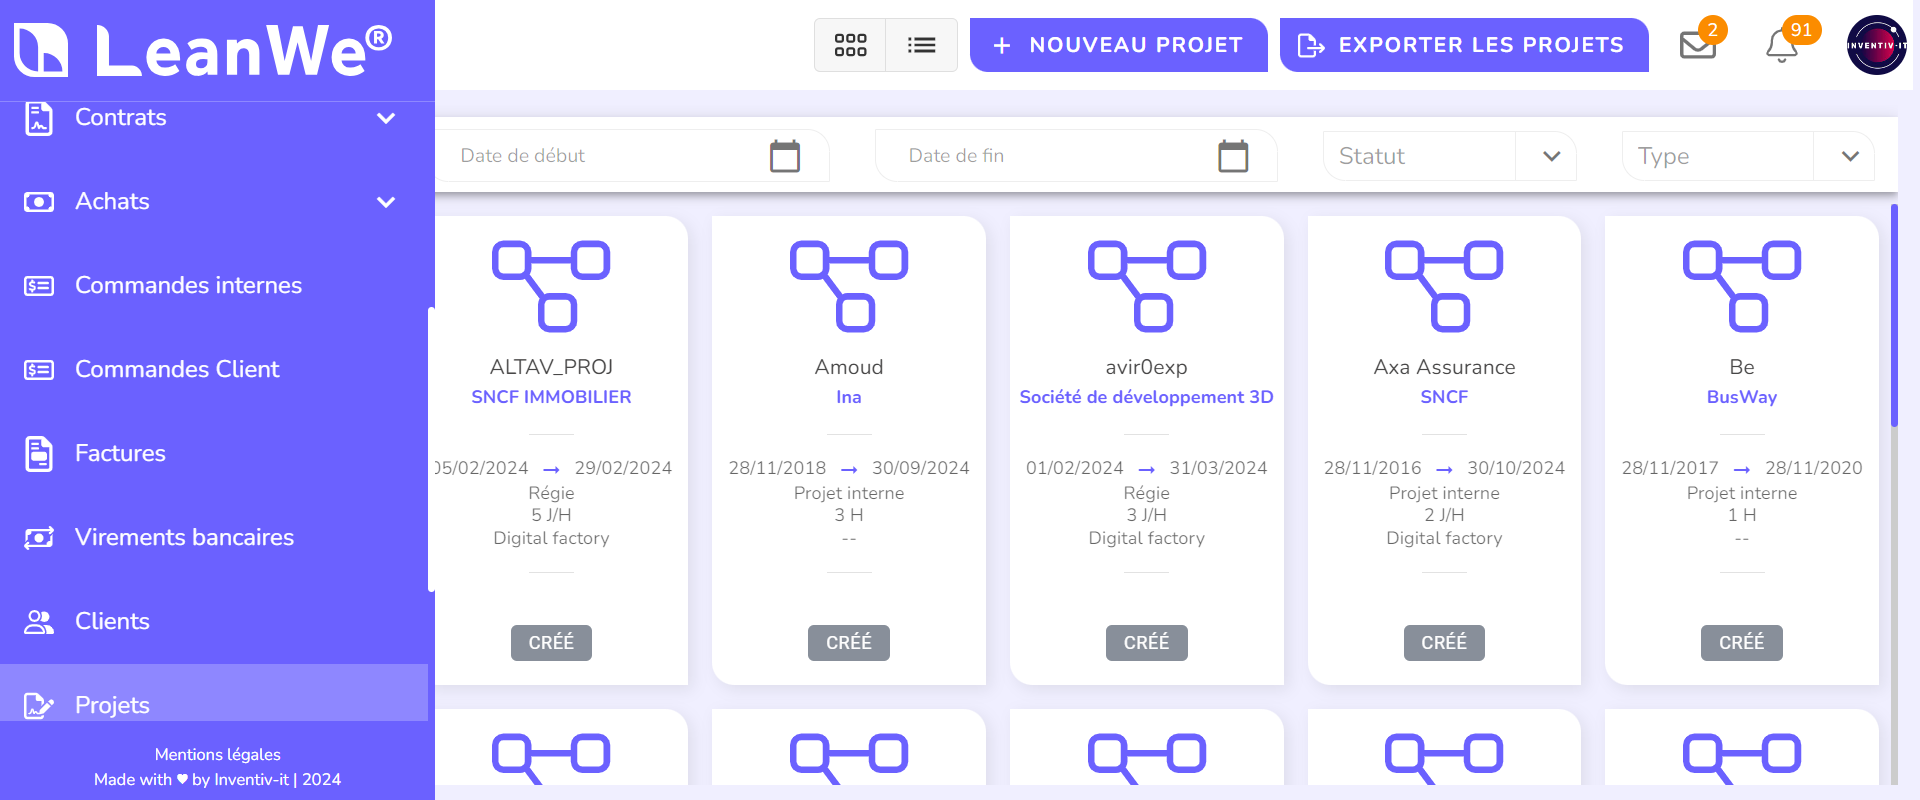 LeanWe®
NOUVEAU PROJET
EXPORTER LES PROJETS
2
91
INVENTIV-IT
Contrats
Achats
Commandes internes
Commandes Client
Factures
Virements bancaires
Clients
Projets
Mentions légales
Made with ♥ by Inventiv-it | 2024
Date de début
Date de fin
Statut
Type
ALTAV_PROJ
SNCF IMMOBILIER
05/02/2024 → 29/02/2024
Régie
5 J/H
Digital factory
CRÉÉ
Amoud
Ina
28/11/2018 → 30/09/2024
Projet interne
3 H
--
CRÉÉ
avir0exp
Société de développement 3D
01/02/2024 → 31/03/2024
Régie
3 J/H
Digital factory
CRÉÉ
Axa Assurance
SNCF
28/11/2016 → 30/10/2024
Projet interne
2 J/H
Digital factory
CRÉÉ
Be
BusWay
28/11/2017 → 28/11/2020
Projet interne
1 H
--
CRÉÉ